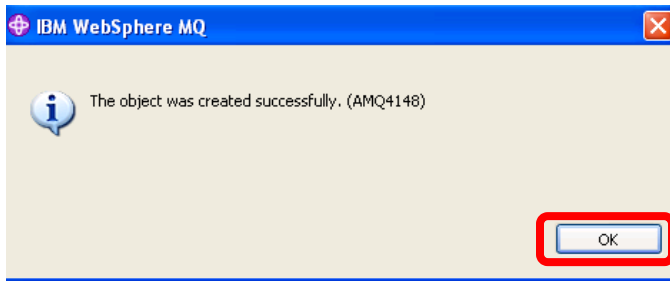 IBM WebSphere MQ
The object was created successfully. (AMQ4148)
OK